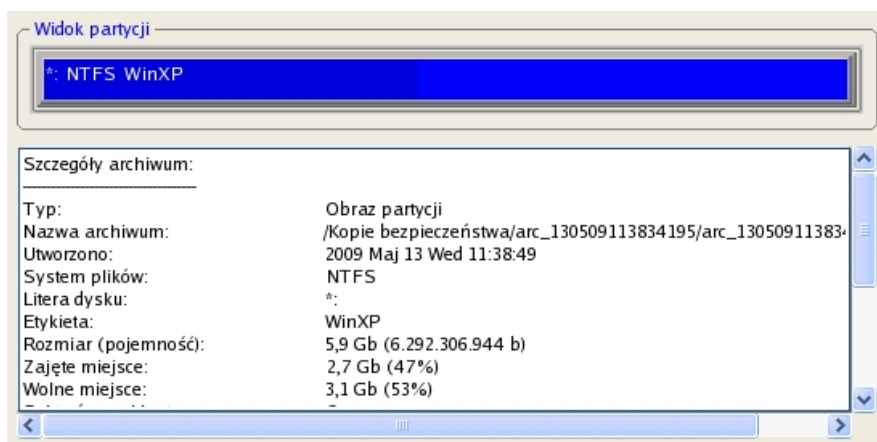 Widok partycji
*: NTFS WinXP
Szczegóły archiwum:
------------------------------------
Typ: Obraz partycji
Nazwa archiwum: /Kopie bezpieczeństwa/arc_130509113834195/arc_13050911383
Utworzono: 2009 Maj 13 Wed 11:38:49
System plików: NTFS
Litera dysku: *:
Etykieta: WinXP
Rozmiar (pojemność): 5,9 Gb (6.292.306.944 b)
Zajęte miejsce: 2,7 Gb (47%)
Wolne miejsce: 3,1 Gb (53%)